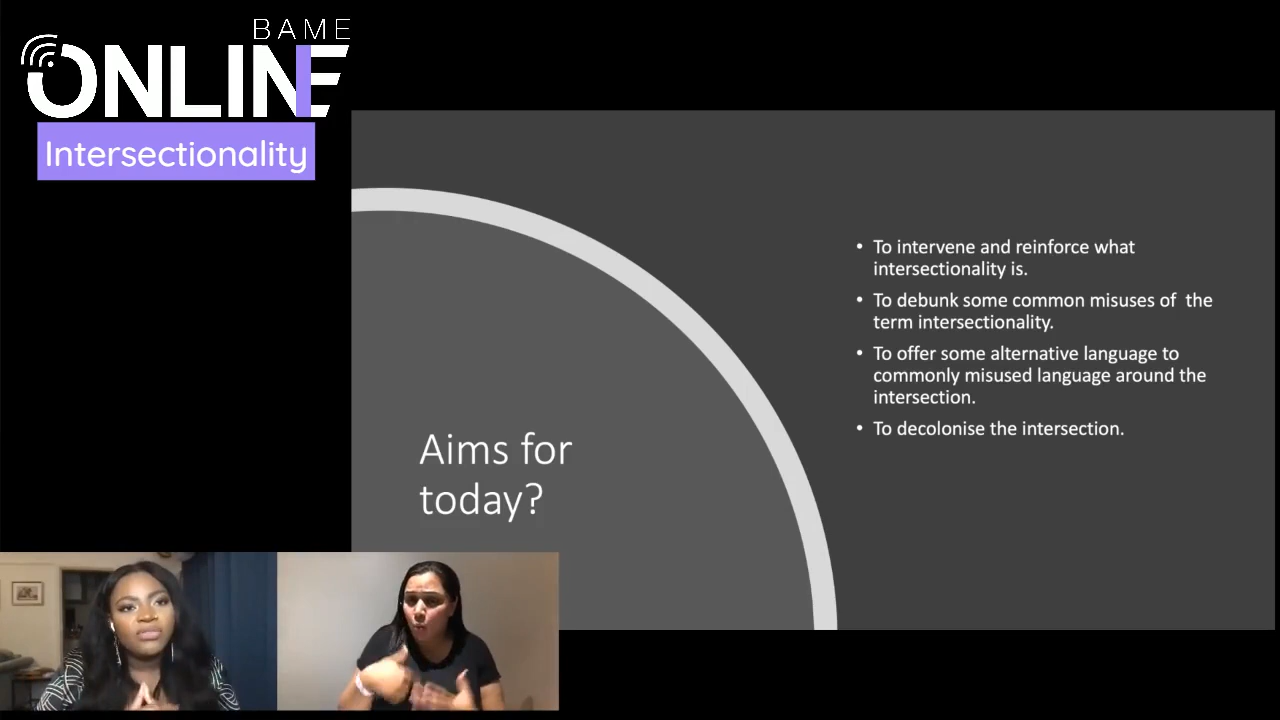 BAME
ONLINE
Intersectionality
Aims for
today?
• To intervene and reinforce what
intersectionality is.
• To debunk some common misuses of  the
term intersectionality.
• To offer some alternative language to
commonly misused language around the
intersection.
• To decolonise the intersection.